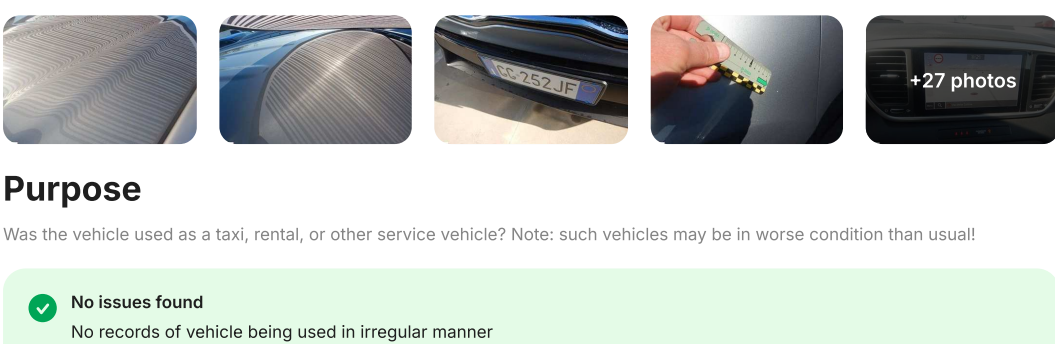 GG-252JF
+27 photos
Purpose
Was the vehicle used as a taxi, rental, or other service vehicle? Note: such vehicles may be in worse condition than usual!
No issues found
No records of vehicle being used in irregular manner